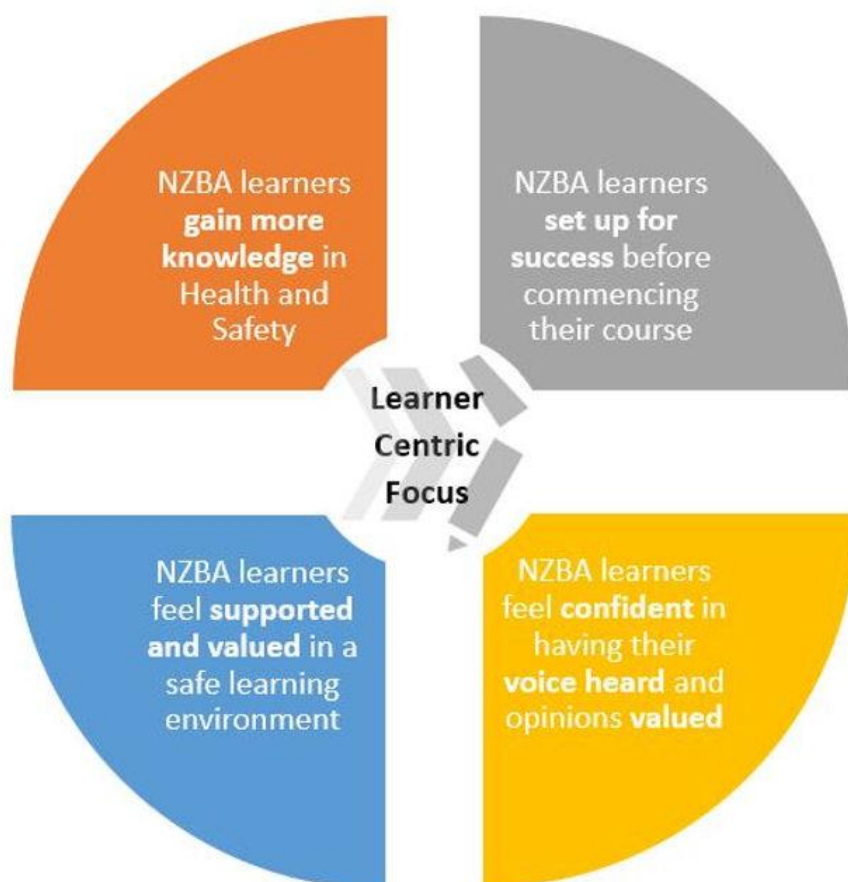 NZBA learners
gain more
knowledge in
Health and
Safety
NZBA learners
set up for
success before
commencing
their course
Learner
Centric
Focus
NZBA learners
feel supported
and valued in a
safe learning
environment
NZBA learners
feel confident in
having their
voice heard and
opinions valued